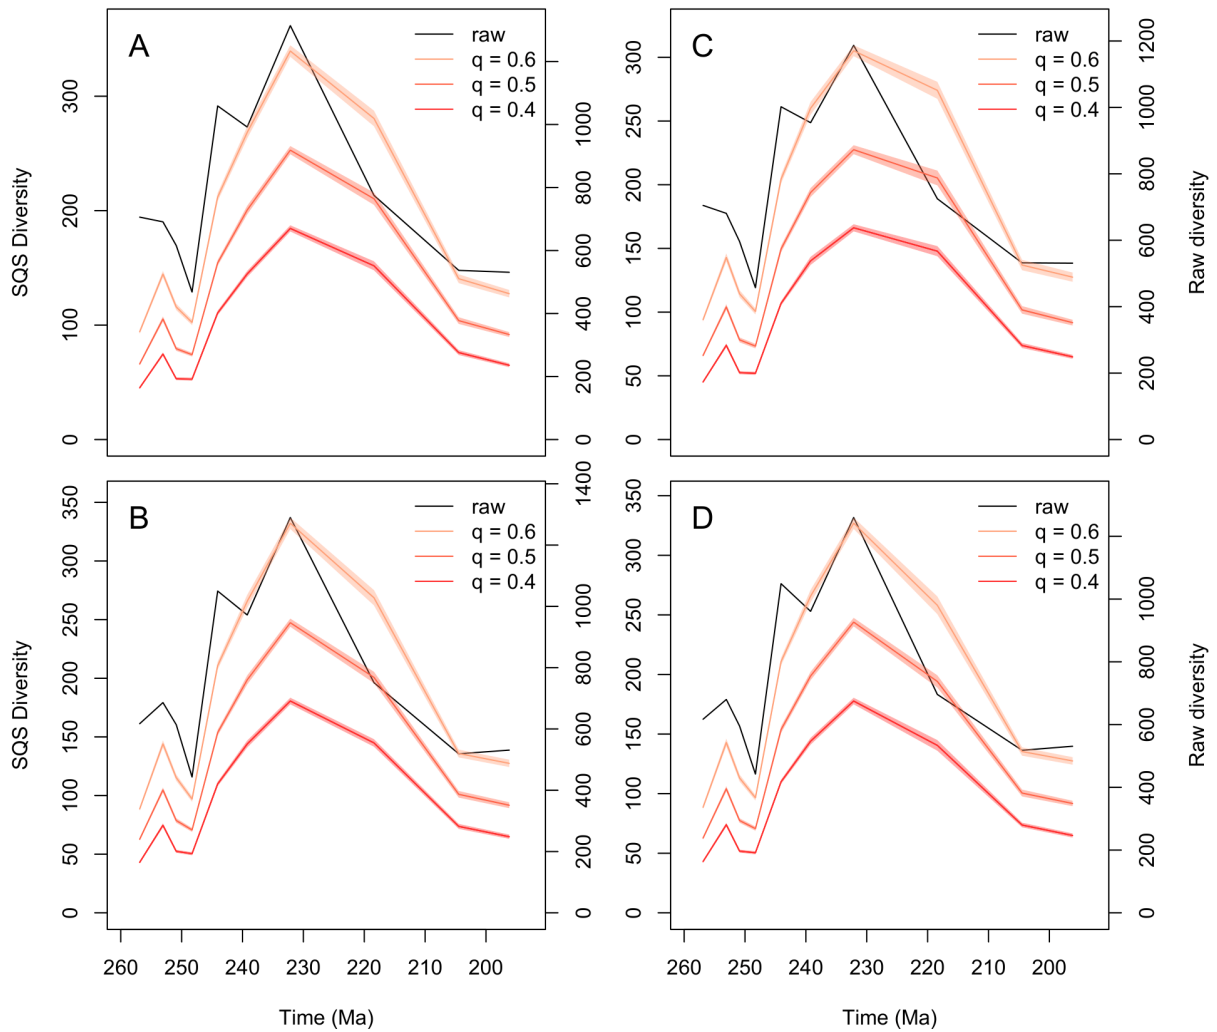 A
raw
q = 0.6
q = 0.5
q = 0.4
SQS Diversity
0
100
200
300
0
200
400
600
800
1000
C
raw
q = 0.6
q = 0.5
q = 0.4
0
50
100
150
200
250
300
0
200
400
600
800
1000
1200
Raw diversity
B
raw
q = 0.6
q = 0.5
q = 0.4
SQS Diversity
0
50
100
150
200
250
300
350
0
200
400
600
800
1000
1400
260
250
240
230
220
210
200
Time (Ma)
D
raw
q = 0.6
q = 0.5
q = 0.4
0
50
100
150
200
250
300
350
0
200
400
600
800
1000
Raw diversity
260
250
240
230
220
210
200
Time (Ma)